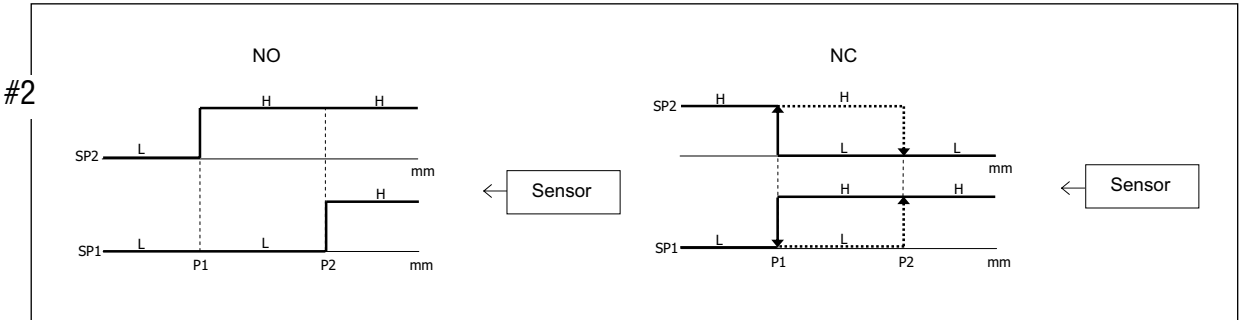 #2
NO
NC
H H
SP2 L
mm
H
SP1 L L
P1 P2 mm
Sensor
SP2 H H
L L
mm
H H
SP1 L L
P1 P2 mm
Sensor